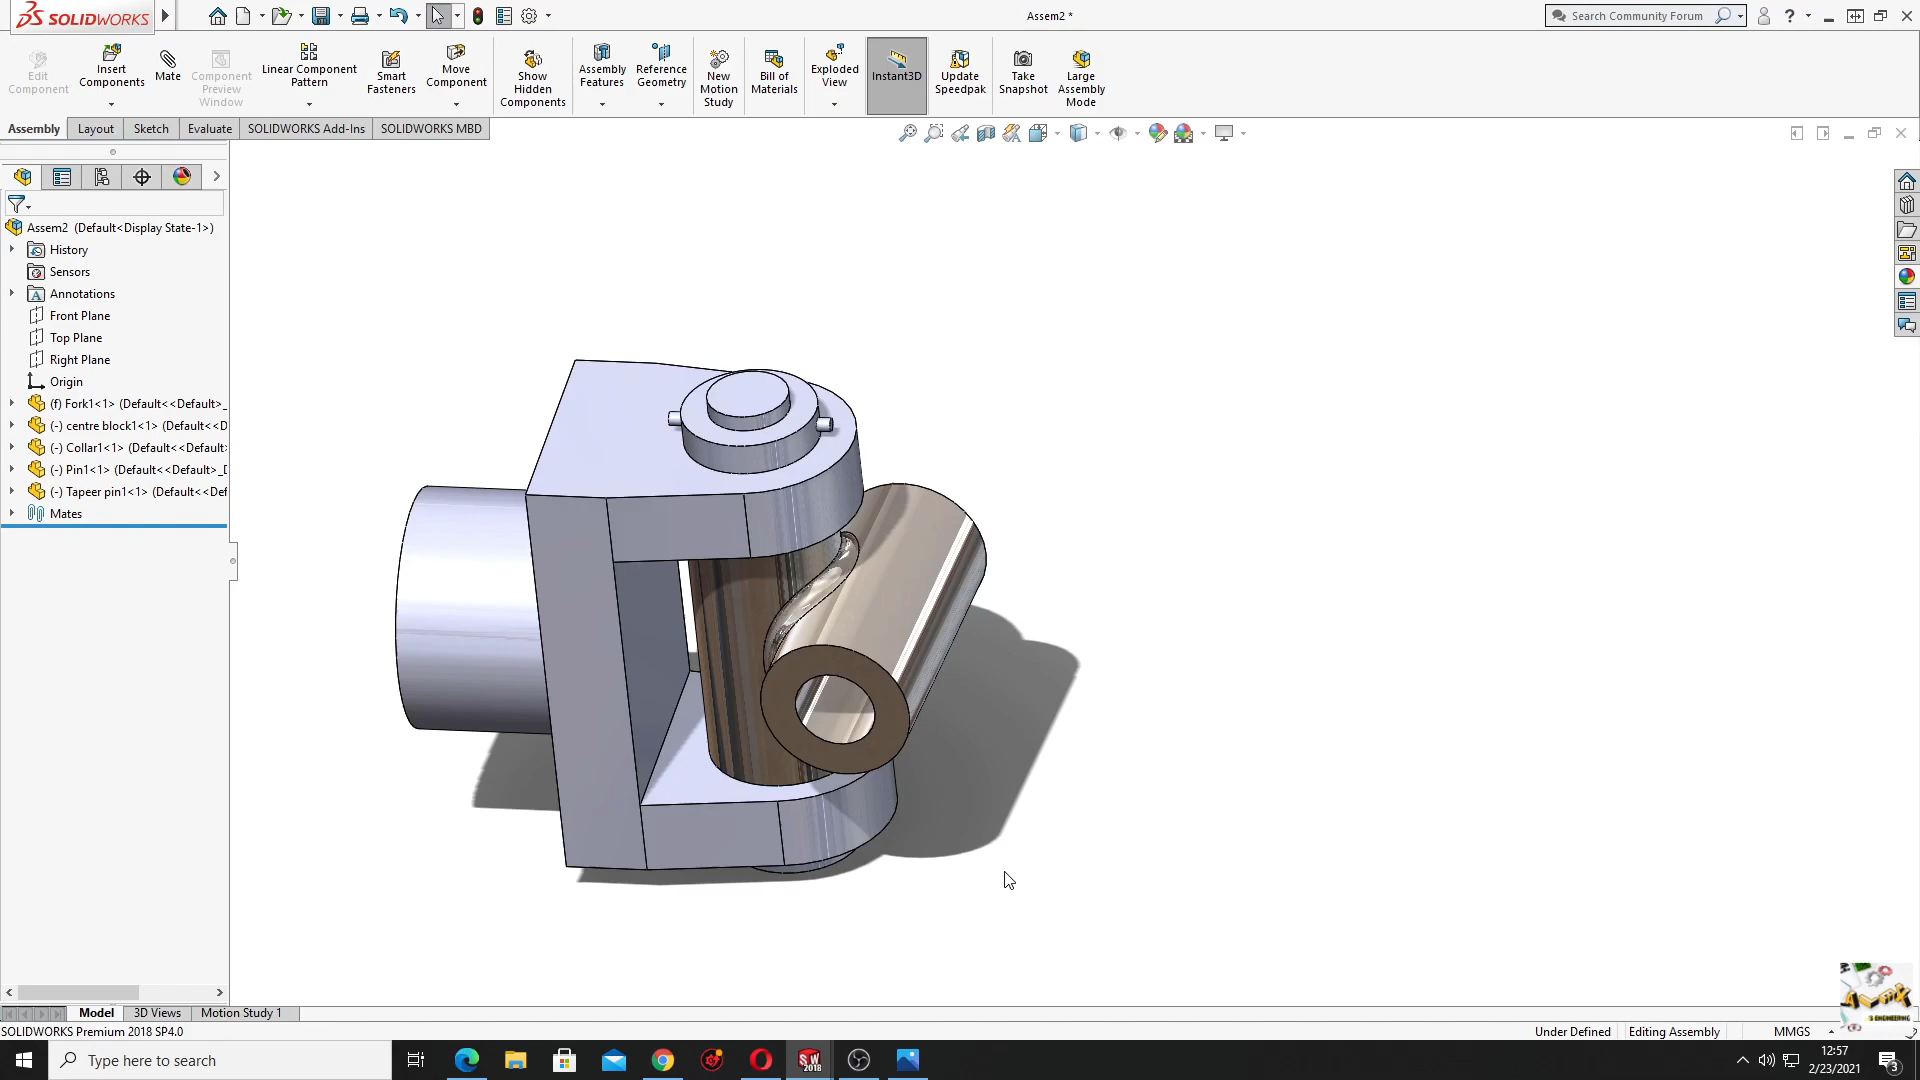 SOLIDWORKS
Assem2 *
Search Community Forum
?
Edit Component
Insert Components
Mate
Component Preview Window
Linear Component Pattern
Smart Fasteners
Move Component
Show Hidden Components
Assembly Features
Reference Geometry
New Motion Study
Bill of Materials
Exploded View
Instant3D
Update Speedpak
Take Snapshot
Large Assembly Mode
Assembly
Layout
Sketch
Evaluate
SOLIDWORKS Add-Ins
SOLIDWORKS MBD
Assem2 (Default<Display State-1>)
History
Sensors
Annotations
Front Plane
Top Plane
Right Plane
Origin
(f) Fork1<1> (Default<<Default>_
(-) centre block1<1> (Default<<D
(-) Collar1<1> (Default<<Default>
(-) Pin1<1> (Default<<Default>_D
(-) Tapeer pin1<1> (Default<<Def
Mates
Model
3D Views
Motion Study 1
SOLIDWORKS Premium 2018 SP4.0
Under Defined
Editing Assembly
MMGS
Type here to search
SW 2018
12:57
2/23/2021
3